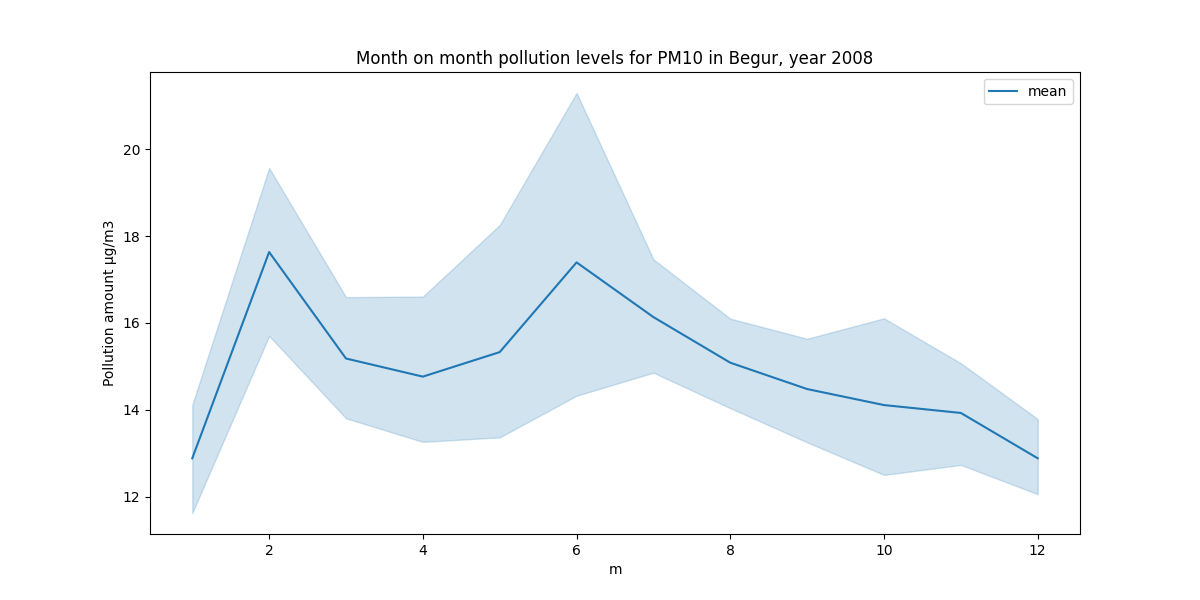 Month on month pollution levels for PM10 in Begur, year 2008
mean
Pollution amount µg/m3
20
18
16
14
12
2 4 6 8 10 12
m